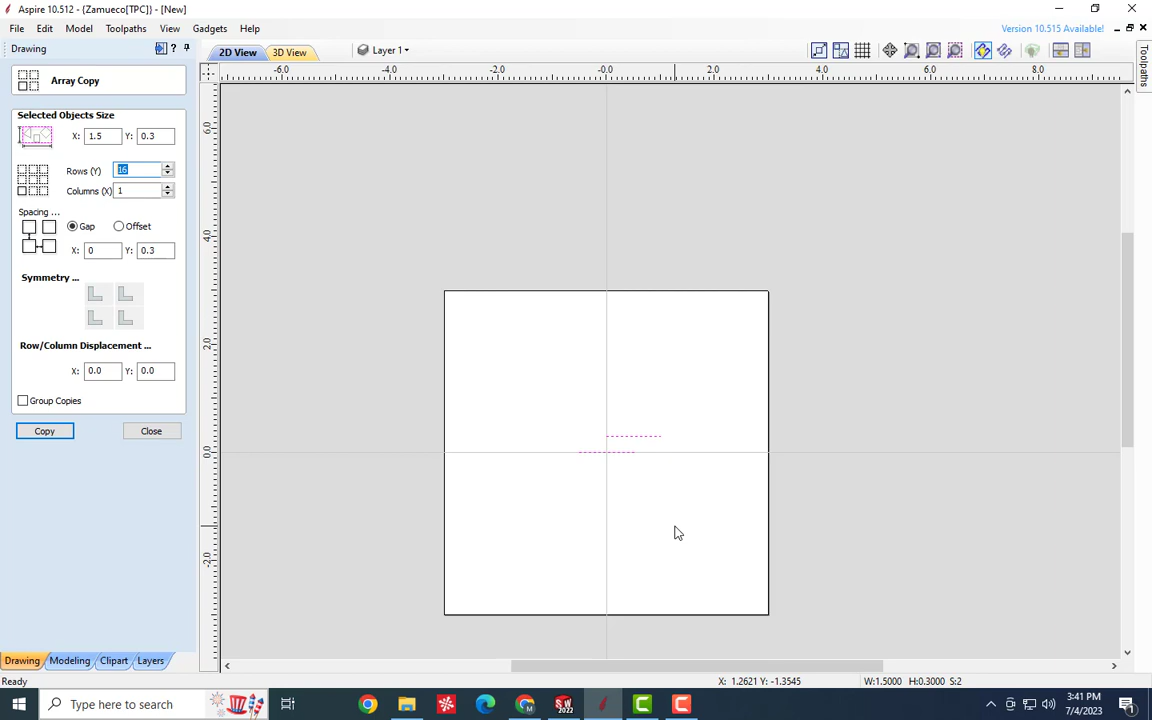 Aspire 10.512 - {Zamueco[TPC]} - [New]
File Edit Model Toolpaths View Gadgets Help
Version 10.515 Available!
Drawing
2D View 3D View Layer 1
Toolpaths
Array Copy
-6.0 -4.0 -0.0 2.0 4.0 6.0 8.0
6.0
4.0
2.0
0.0
-2.0
Selected Objects Size
X: 1.5 Y: 0.3
Rows (Y) 16
Columns (X) 1
Spacing ...
Gap Offset
X: 0 Y: 0.3
Symmetry ...
Row/Column Displacement ...
X: 0.0 Y: 0.0
Group Copies
Copy Close
Drawing Modeling Clipart Layers
Ready
X: 1.2621 Y: -1.3545
W:1.5000 H:0.3000 S:2
Type here to search
SW
2022
M
3:41 PM
7/4/2023
1